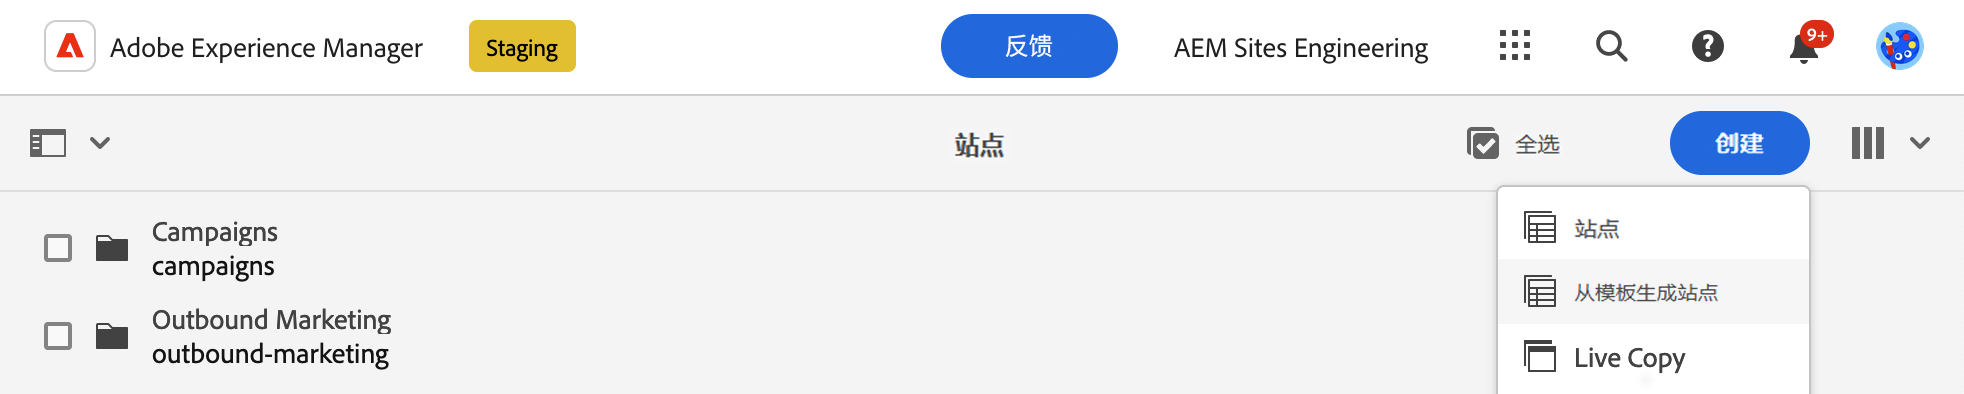 Adobe Experience Manager
Staging
反馈
AEM Sites Engineering
9+
站点
全选
创建
Campaigns
campaigns
Outbound Marketing
outbound-marketing
站点
从模板生成站点
Live Copy